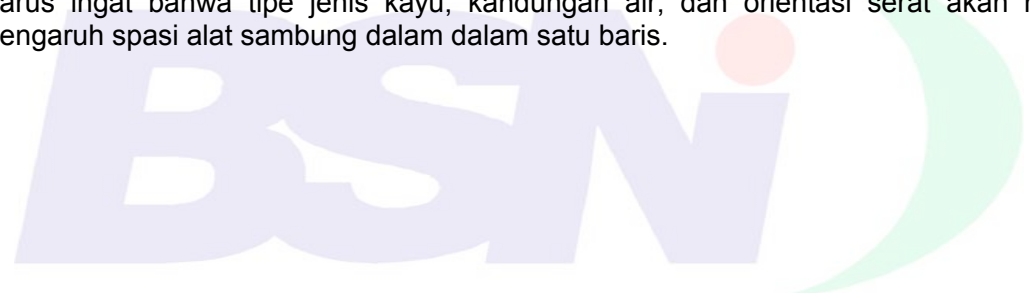 arus ingat bahwa tipe jenis kayu, kandungan air, dan orientasi serat akan
engaruh spasi alat sambung dalam dalam satu baris.
BSN